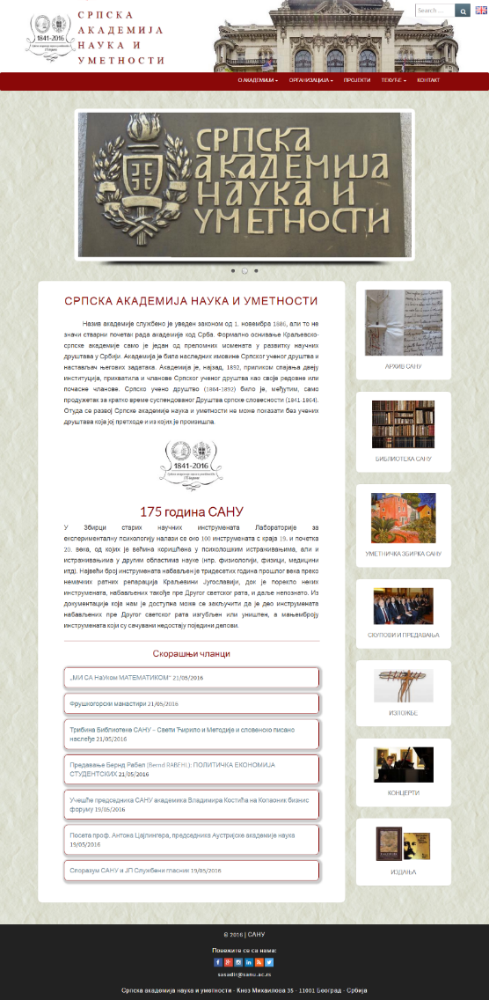 СРПСКА
АКАДЕМИЈА
НАУКА И
УМЕТНОСТИ
1841-2016
Search ...
О АКАДЕМИЈИ ОРГАНИЗАЦИЈА ПРОЈЕКТИ ТЕКУЋЕ КОНТАКТ
СРПСКА
АКАДЕМИЈА
НАУКА И
УМЕТНОСТИ
СРПСКА АКАДЕМИЈА НАУКА И УМЕТНОСТИ
Назив академије службено је уведен законом од 1. новембра 1886, али то не
значи стварни почетак рада академије код Срба. Формално оснивање Краљевско-
српске академије само је један од преломних момената у развитку научних
друштава у Србији. Академија је била наследник имовине Српског ученог друштва и
настављач његових задатака. Академија је, најзад, 1892, приликом спајања двеју
институција, прихватила и чланове Српског ученог друштва као своје редовне или
почасне чланове. Српско учено друштво (1864-1892) било је, међутим, само
продужетак за кратко време суспендованог Друштва српске словесности (1841-1864).
Отуда се развој Српске академије наука и уметности не може показати без учених
друштава која јој претходе и из којих је произишла.
1841-2016
175 година САНУ
У Збирци старих научних инструмената Лабораторије за
експерименталну психологију налази се око 100 инструмената с краја 19. и почетка
20. века, од којих је већина коришћена у психолошким истраживањима, али и
истраживањима у другим областима науке (нпр. физиологији, физици, медицини
итд). Највећи број инструмената набављен је тридесетих година прошлог века преко
немачких ратних репарација Краљевини Југославији, док је порекло неких
инструмената, набављених такође пре Другог светског рата, и даље непознато. Из
документације која нам је доступна може се закључити да је део инструмената
набављених пре Другог светског рата изгубљен или уништен, а мањемброју
инструмената који су сачувани недостају поједини делови.
Скорашњи чланци
„МИ СА НаУком МАТЕМАТИКОМ“ 21/05/2016
Фрушкогорски манастири 21/05/2016
Трибина Библиотеке САНУ – Свети Ћирило и Методије и словенско писано
наслеђе 21/05/2016
Предавање Бернд Рабел (Bernd RABEHL): ПОЛИТИЧКА ЕКОНОМИЈА
СТУДЕНТСКИХ 21/05/2016
Учешће председника САНУ академика Владимира Костића на Копаоник бизнис
форуму 19/05/2016
Посета проф. Антона Цајлингера, председника Аустријске академије наука
19/05/2016
Споразум САНУ и ЈП Службени гласник 19/05/2016
АРХИВ САНУ
БИБЛИОТЕКА САНУ
УМЕТНИЧКА ЗБИРКА САНУ
СКУПОВИ И ПРЕДАВАЊА
ИЗЛОЖБЕ
КОНЦЕРТИ
ИЗДАЊА
© 2016 | САНУ
Повежите се са нама:
sasadir@sanu.ac.rs
Српска академија наука и уметности - Кнез Михаилова 35 - 11001 Београд - Србија